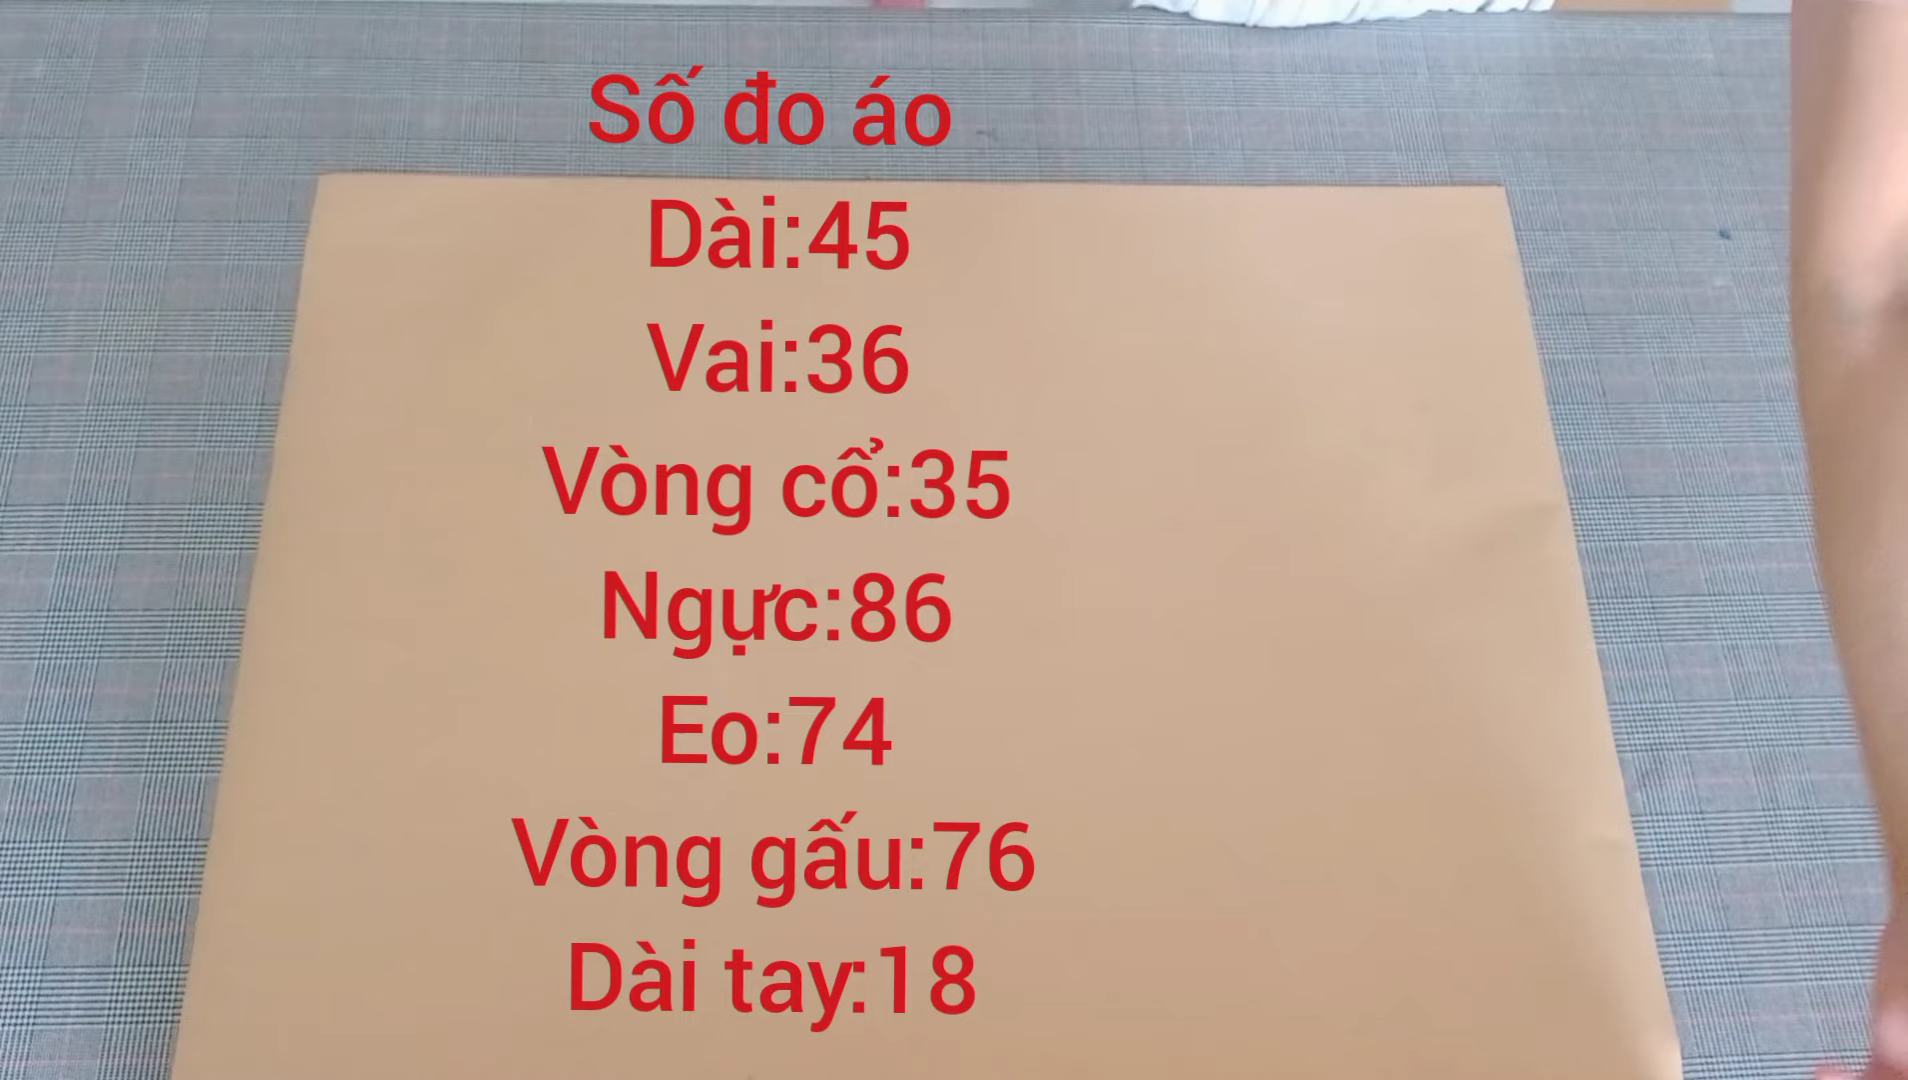 Số đo áo
Dài:45
Vai:36
Vòng cổ:35
Ngực:86
Eo:74
Vòng gấu:76
Dài tay:18